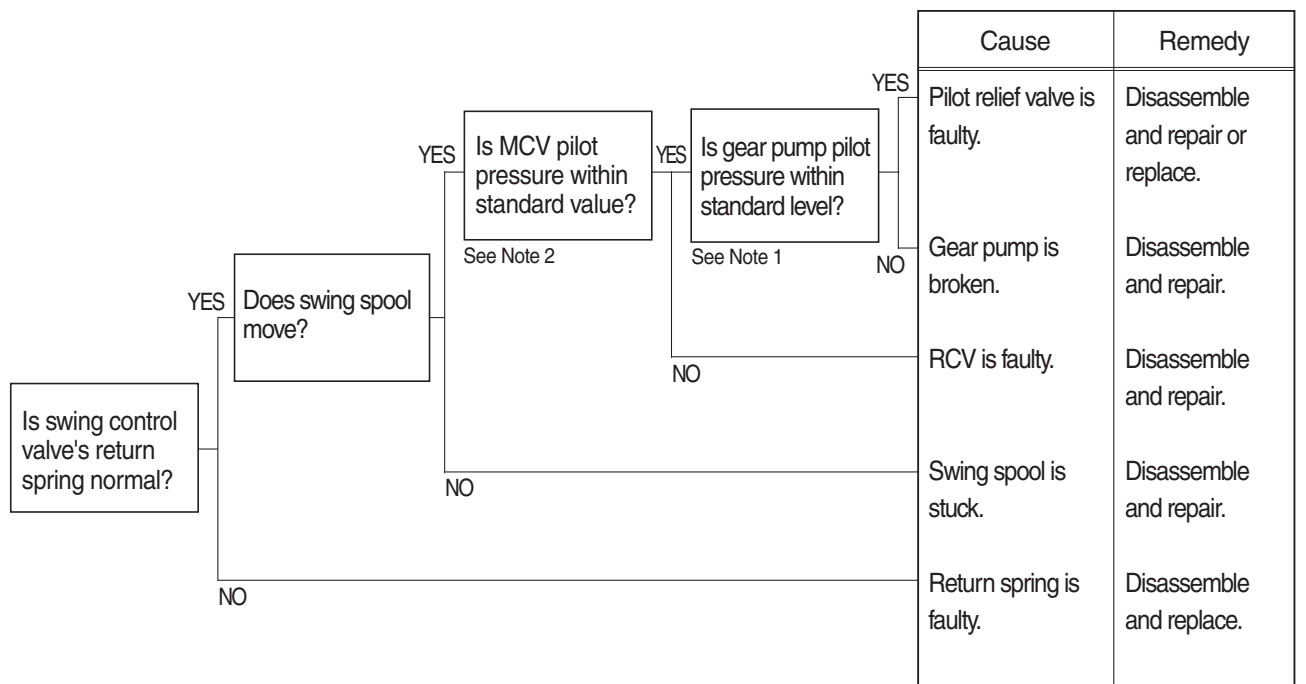 Cause
Remedy
YES
Pilot relief valve is
faulty.
Disassemble
and repair or
replace.
YES
Is MCV pilot
pressure within
standard value?
See Note 2
YES
Is gear pump pilot
pressure within
standard level?
See Note 1
NO
Gear pump is
broken.
Disassemble
and repair.
YES
Does swing spool
move?
NO
RCV is faulty.
Disassemble
and repair.
Is swing control
valve's return
spring normal?
NO
Swing spool is
stuck.
Disassemble
and repair.
NO
Return spring is
faulty.
Disassemble
and replace.